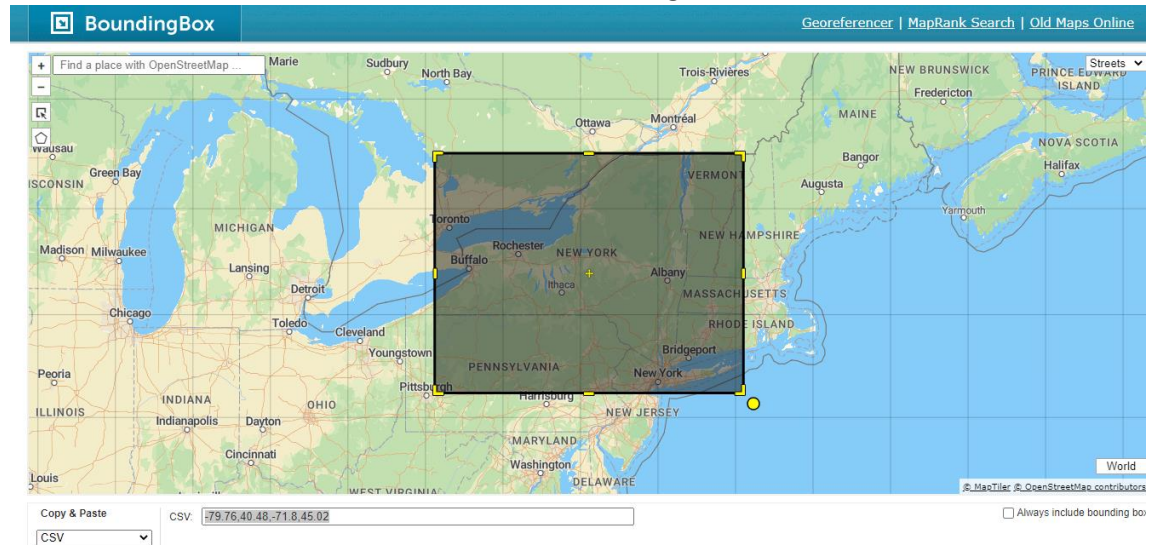 BoundingBox
Georeferencer | MapRank Search | Old Maps Online
+
Find a place with OpenStreetMap ...
Streets
−
Marie
Sudbury
North Bay
Trois-Rivières
NEW BRUNSWICK
PRINCE EDWARD
ISLAND
Fredericton
Ottawa
Montréal
MAINE
Wausau
NOVA SCOTIA
Green Bay
Bangor
Halifax
ISCONSIN
VERMONT
Augusta
Toronto
Yarmouth
MICHIGAN
NEW HAMPSHIRE
Madison
Milwaukee
Rochester
NEW YORK
Buffalo
Lansing
Albany
Detroit
Ithaca
MASSACHUSETTS
Chicago
Toledo
RHODE ISLAND
Cleveland
Youngstown
Bridgeport
Peoria
PENNSYLVANIA
New York
Pittsburgh
INDIANA
OHIO
Harrisburg
ILLINOIS
NEW JERSEY
Indianapolis
Dayton
MARYLAND
Cincinnati
Washington
World
Louis
DELAWARE
WEST VIRGINIA
© MapTiler © OpenStreetMap contributors
Copy & Paste
CSV: -79.76,40.48,-71.8,45.02
Always include bounding box
CSV